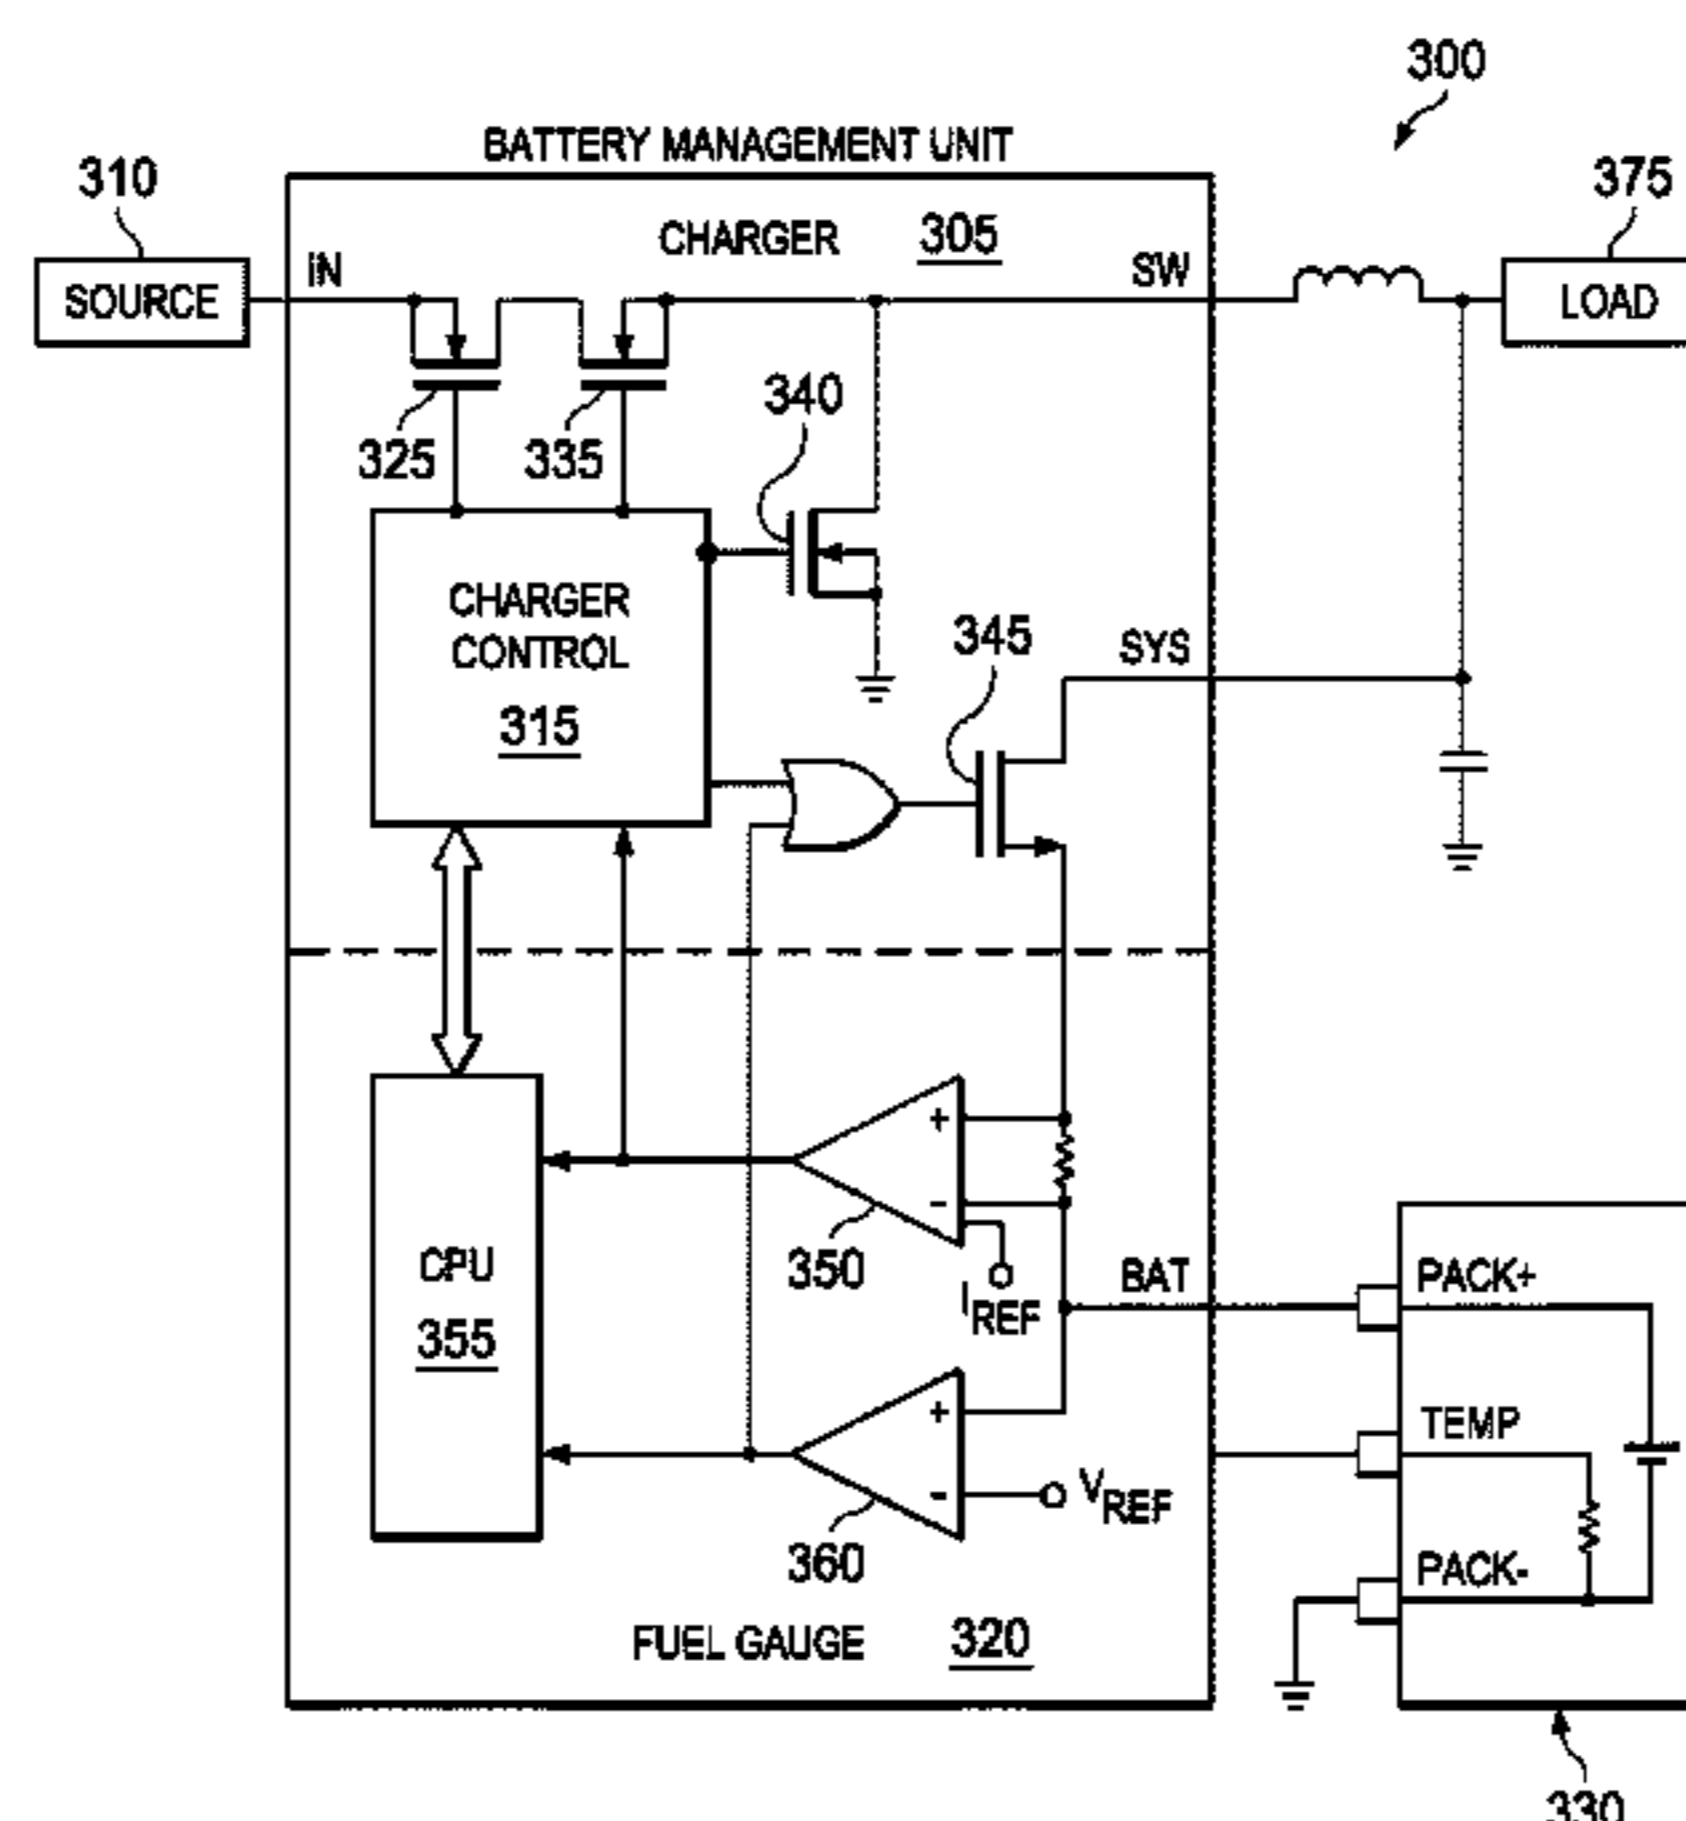 300
BATTERY MANAGEMENT UNIT
310
375
CHARGER 305
SOURCE
IN
SW
LOAD
340
325
335
CHARGER
CONTROL
315
345
SYS
+
-
350
IREF
CPU
355
BAT
PACK+
TEMP
+
-
VREF
360
PACK-
FUEL GAUGE 320
330